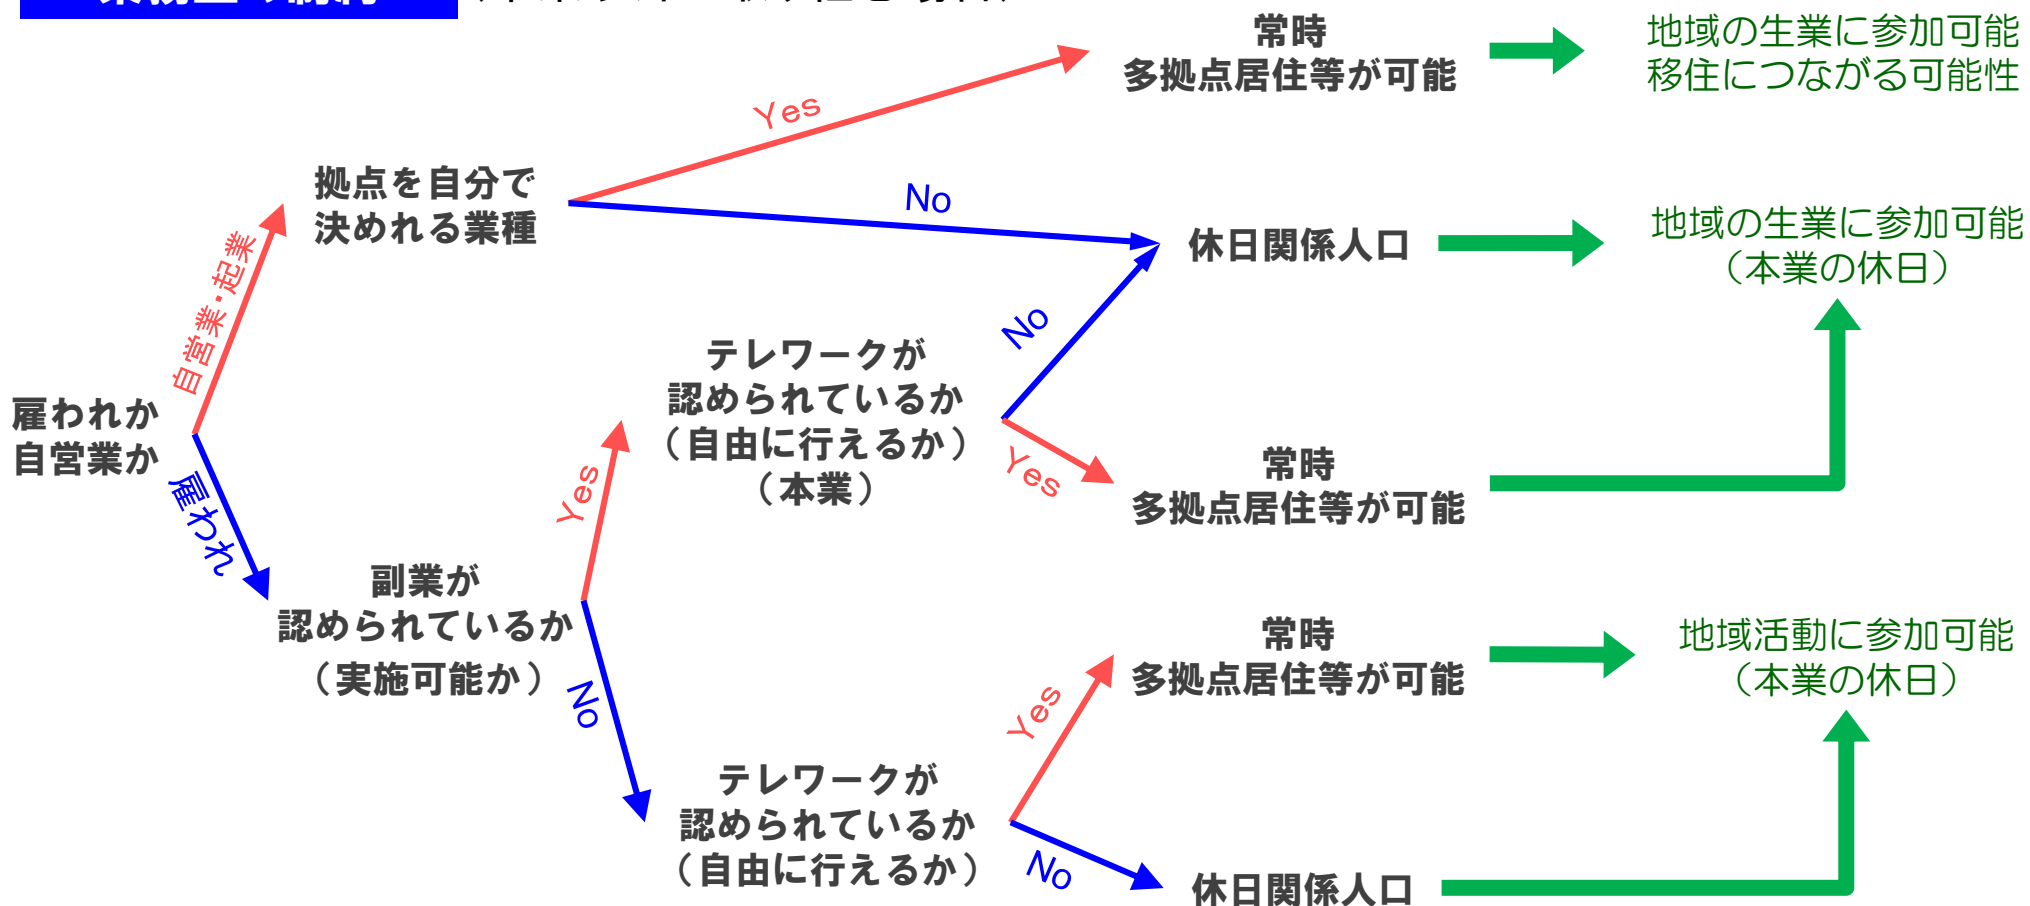 常時
多拠点居住等が可能
地域の生業に参加可能
移住につながる可能性
Yes
拠点を自分で
決めれる業種
No
休日関係人口
地域の生業に参加可能
（本業の休日）
自営業・起業
雇われか
自営業か
雇われ
テレワークが
認められているか
（自由に行えるか）
（本業）
No
Yes
常時
多拠点居住等が可能
Yes
副業が
認められているか
（実施可能か）
No
常時
多拠点居住等が可能
地域活動に参加可能
（本業の休日）
Yes
テレワークが
認められているか
（自由に行えるか）
No
休日関係人口